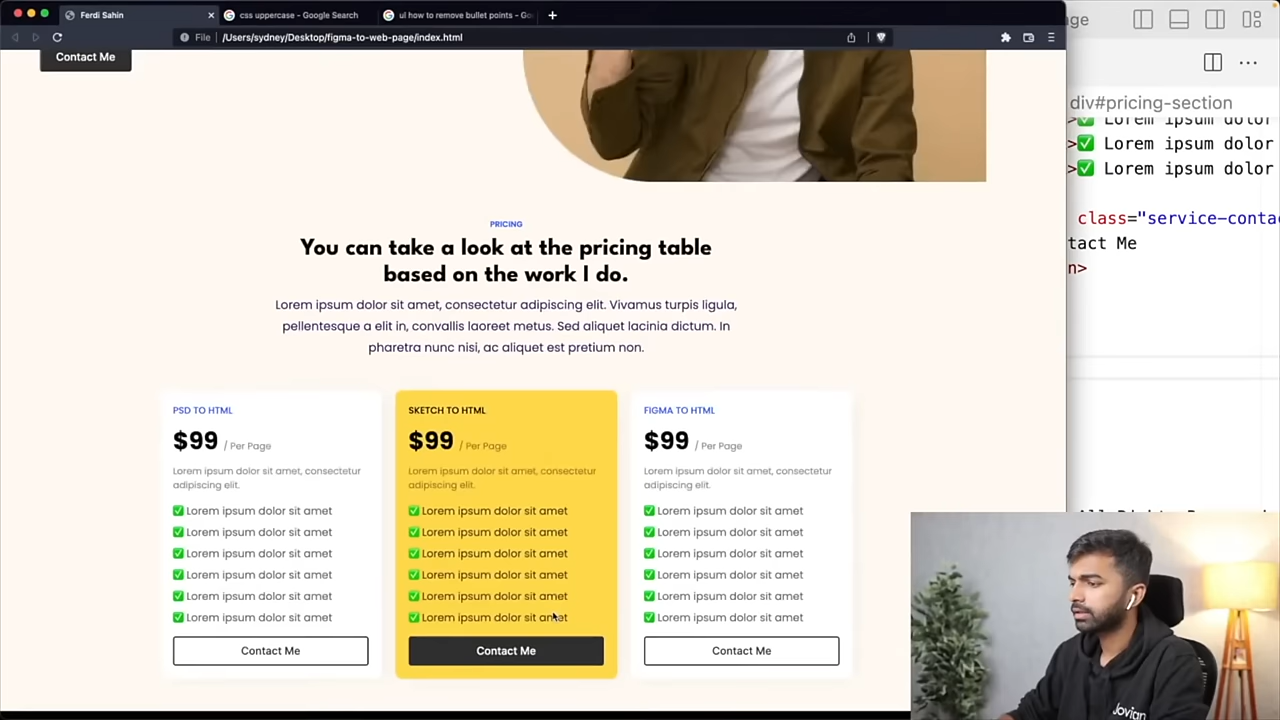 Ferdi Sahin
css uppercase - Google Search
ul how to remove bullet points - Go
File
/Users/sydney/Desktop/figma-to-web-page/index.html
ge
div#pricing-section
Contact Me
>✅ Lorem ipsum dolor
>✅ Lorem ipsum dolor
>✅ Lorem ipsum dolor
class="service-conta
tact Me
n>
PRICING
You can take a look at the pricing table
based on the work I do.
Lorem ipsum dolor sit amet, consectetur adipiscing elit. Vivamus turpis ligula,
pellentesque a elit in, convallis laoreet metus. Sed aliquet lacinia dictum. In
pharetra nunc nisi, ac aliquet est pretium non.
PSD TO HTML
$99 / Per Page
Lorem ipsum dolor sit amet, consectetur
adipiscing elit.
✅ Lorem ipsum dolor sit amet
✅ Lorem ipsum dolor sit amet
✅ Lorem ipsum dolor sit amet
✅ Lorem ipsum dolor sit amet
✅ Lorem ipsum dolor sit amet
✅ Lorem ipsum dolor sit amet
Contact Me
SKETCH TO HTML
$99 / Per Page
Lorem ipsum dolor sit amet, consectetur
adipiscing elit.
✅ Lorem ipsum dolor sit amet
✅ Lorem ipsum dolor sit amet
✅ Lorem ipsum dolor sit amet
✅ Lorem ipsum dolor sit amet
✅ Lorem ipsum dolor sit amet
✅ Lorem ipsum dolor sit amet
Contact Me
FIGMA TO HTML
$99 / Per Page
Lorem ipsum dolor sit amet, consectetur
adipiscing elit.
✅ Lorem ipsum dolor sit amet
✅ Lorem ipsum dolor sit amet
✅ Lorem ipsum dolor sit amet
✅ Lorem ipsum dolor sit amet
✅ Lorem ipsum dolor sit amet
✅ Lorem ipsum dolor sit amet
Contact Me
Jovian